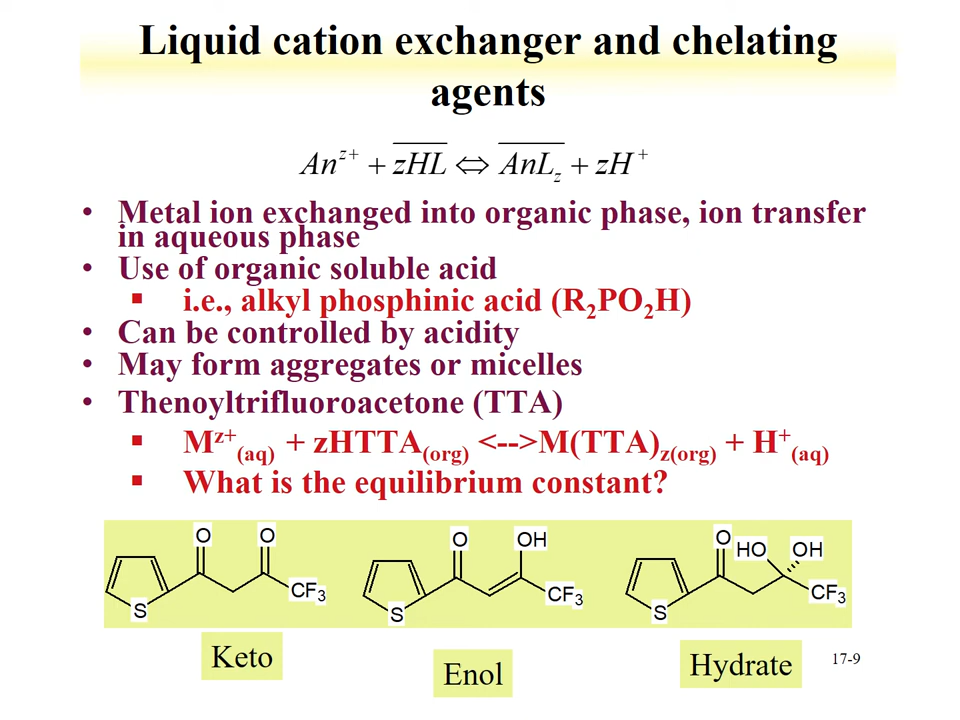 Liquid cation exchanger and chelating
agents
Anᶻ⁺ + zHL ⇔ AnL_z + zH⁺
• Metal ion exchanged into organic phase, ion transfer
in aqueous phase
• Use of organic soluble acid
▪ i.e., alkyl phosphinic acid (R₂PO₂H)
• Can be controlled by acidity
• May form aggregates or micelles
• Thenoyltrifluoroacetone (TTA)
▪ Mᶻ⁺(aq) + zHTTA(org) <-->M(TTA)z(org) + H⁺(aq)
▪ What is the equilibrium constant?
O O S CF₃
O OH S CF₃
O HO OH S CF₃
Keto
Enol
Hydrate
17-9